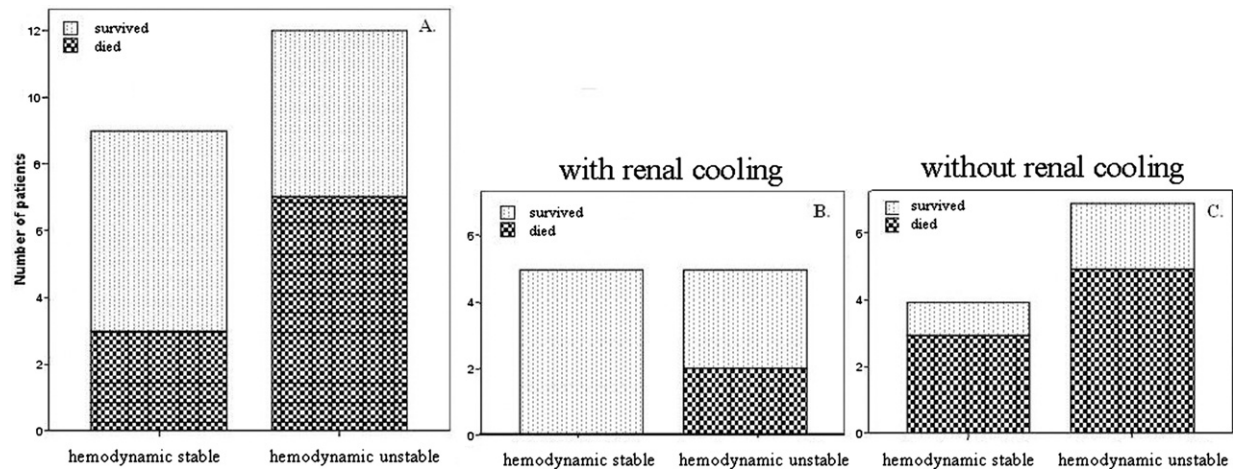 A.
survived
died
12
10
8
6
4
2
0
Number of patients
hemodynamic stable
hemodynamic unstable
with renal cooling
B.
survived
died
6
4
2
0
hemodynamic stable
hemodynamic unstable
without renal cooling
C.
survived
died
6
4
2
0
hemodynamic stable
hemodynamic unstable